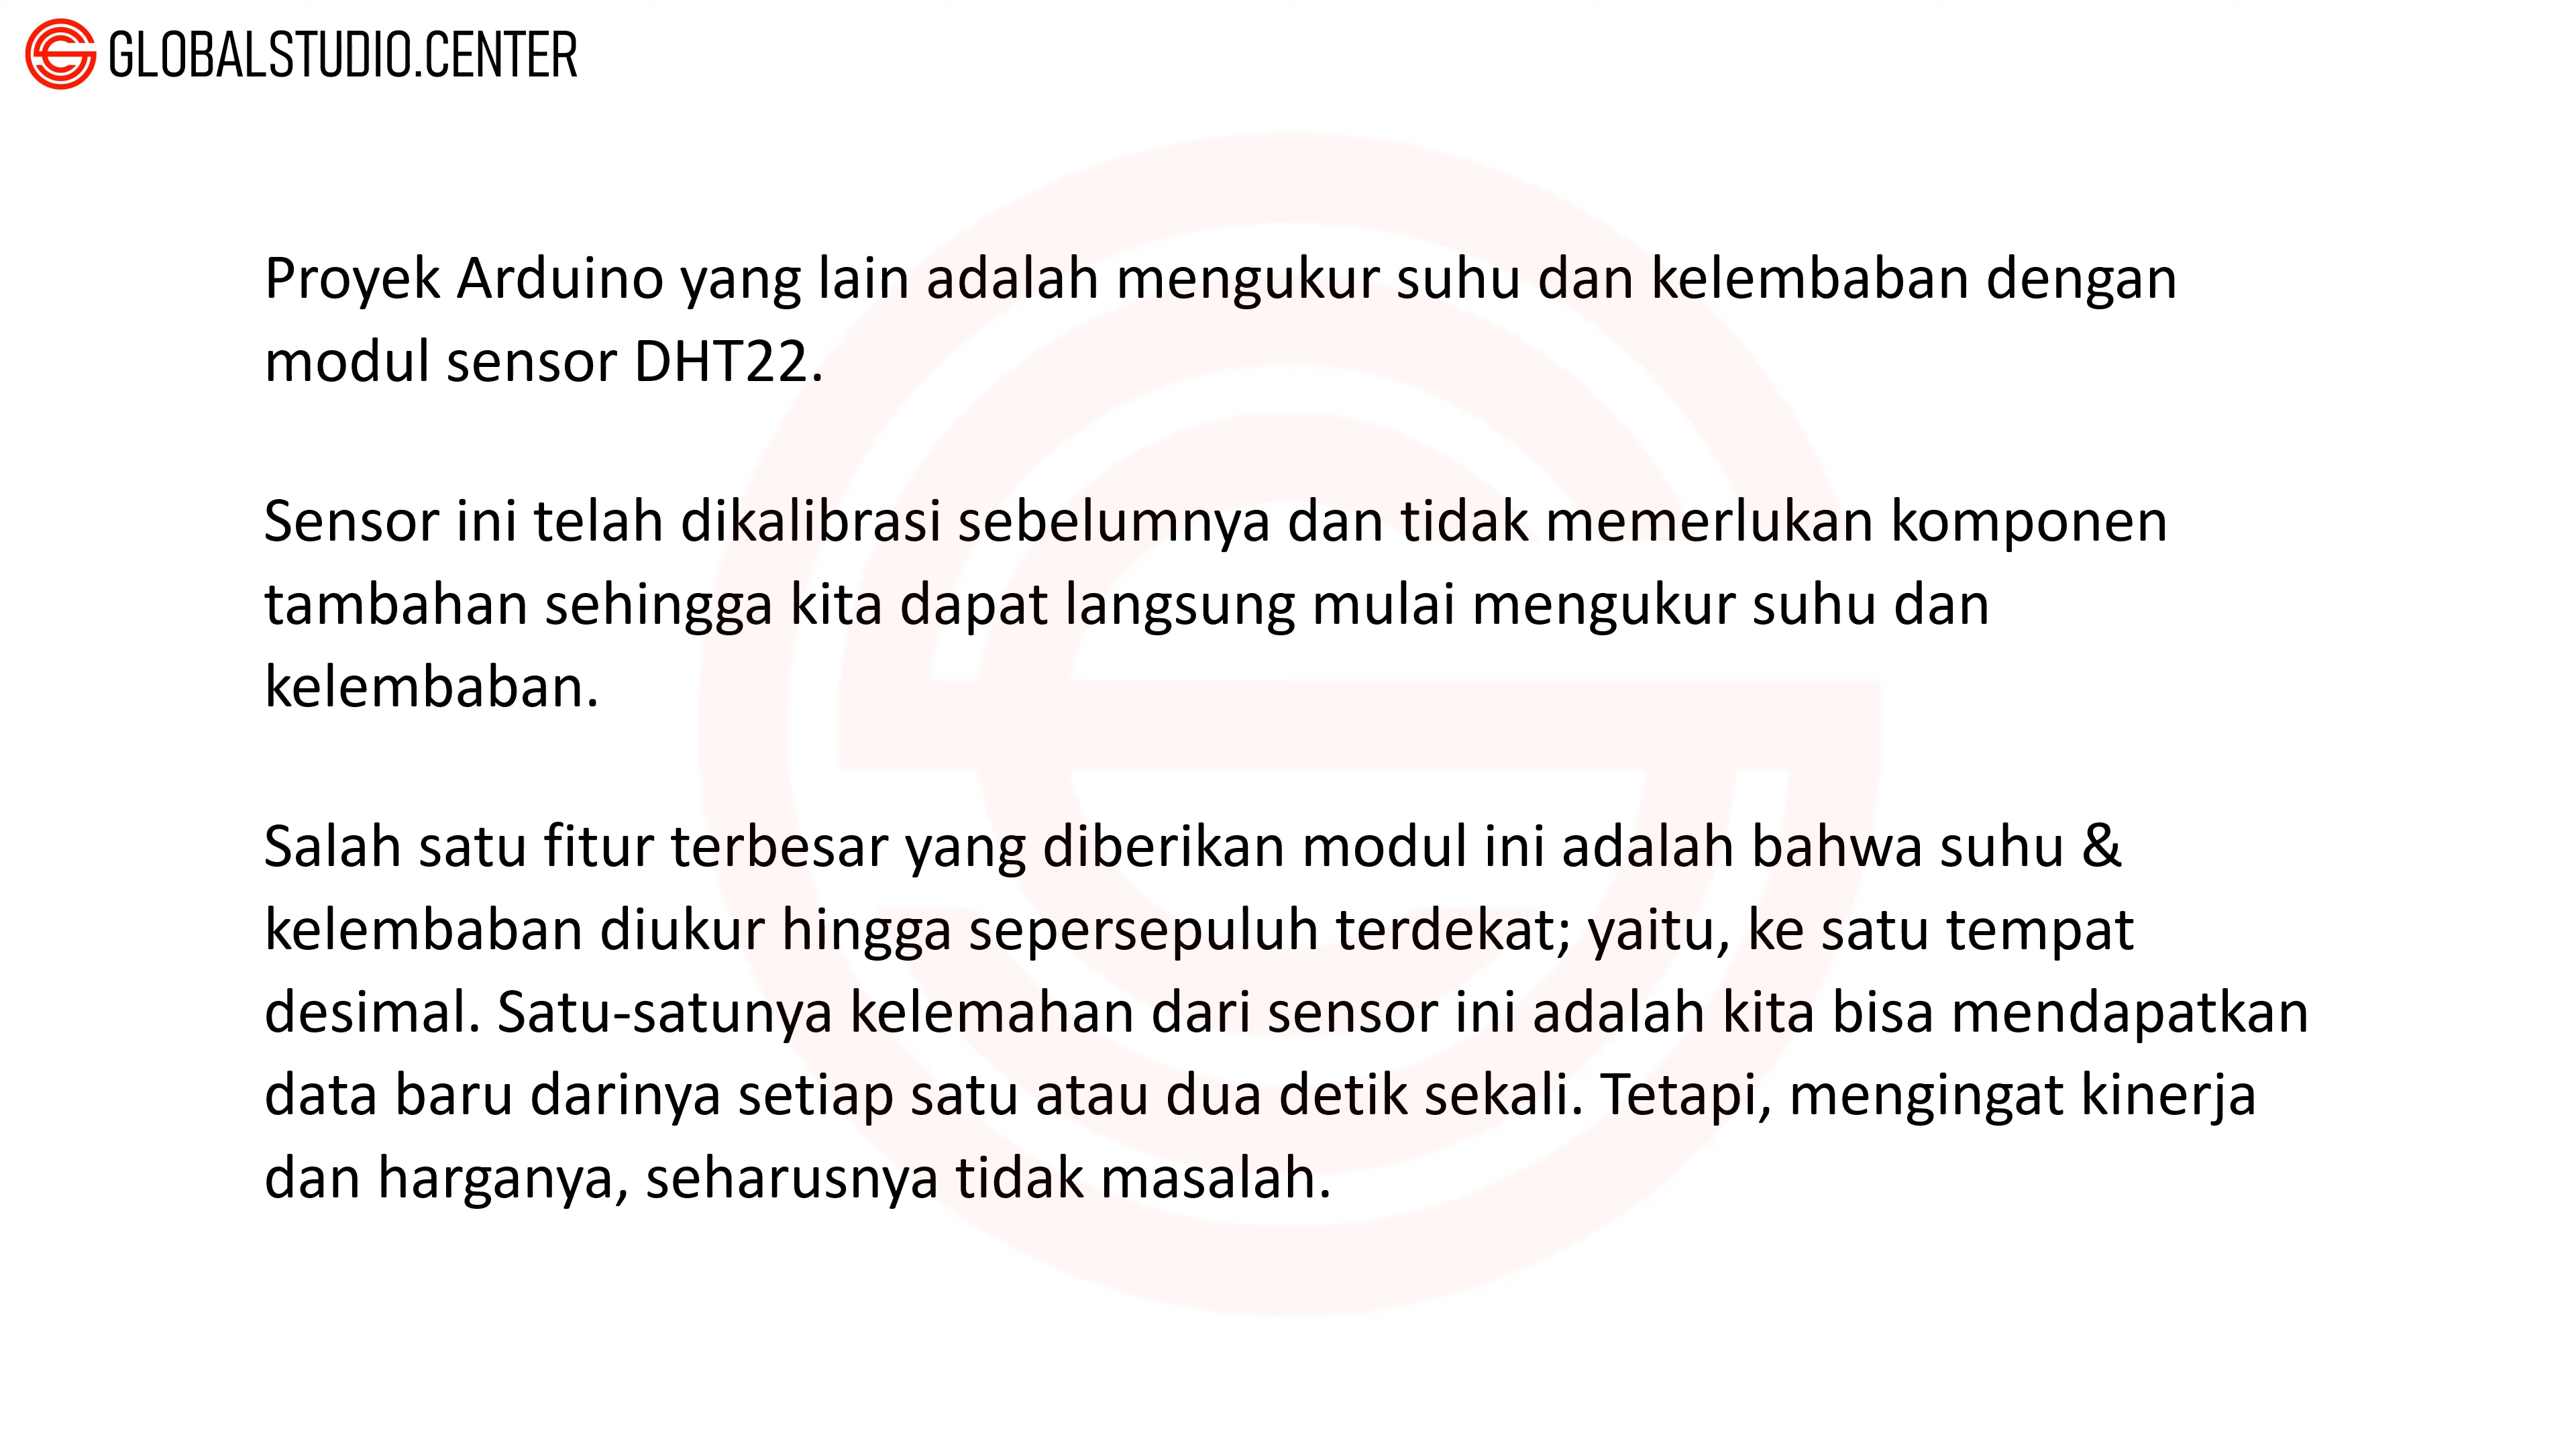 GLOBALSTUDIO.CENTER
Proyek Arduino yang lain adalah mengukur suhu dan kelembaban dengan
modul sensor DHT22.
Sensor ini telah dikalibrasi sebelumnya dan tidak memerlukan komponen
tambahan sehingga kita dapat langsung mulai mengukur suhu dan
kelembaban.
Salah satu fitur terbesar yang diberikan modul ini adalah bahwa suhu &
kelembaban diukur hingga sepersepuluh terdekat; yaitu, ke satu tempat
desimal. Satu-satunya kelemahan dari sensor ini adalah kita bisa mendapatkan
data baru darinya setiap satu atau dua detik sekali. Tetapi, mengingat kinerja
dan harganya, seharusnya tidak masalah.